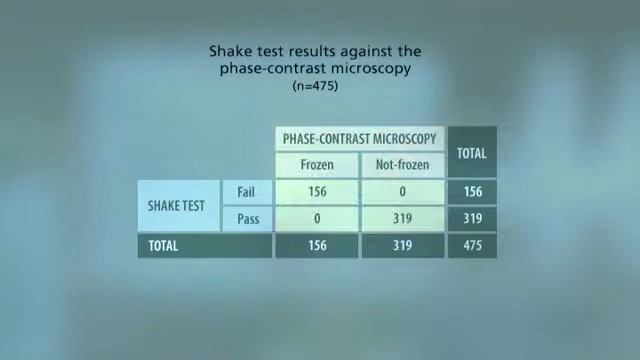 Shake test results against the
phase-contrast microscopy
(n=475)
PHASE-CONTRAST MICROSCOPY TOTAL
Frozen Not-frozen
SHAKE TEST Fail 156 0 156
Pass 0 319 319
TOTAL 156 319 475